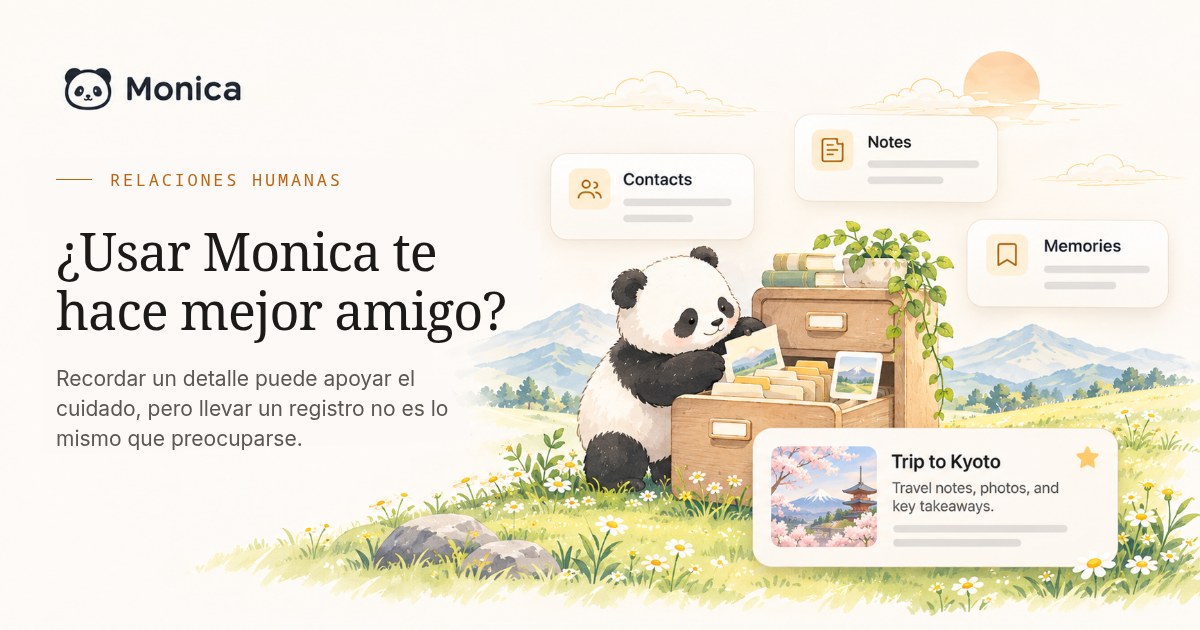 Monica
RELACIONES HUMANAS
¿Usar Monica te
hace mejor amigo?
Recordar un detalle puede apoyar el
cuidado, pero llevar un registro no es lo
mismo que preocuparse.
Contacts
Notes
Memories
Trip to Kyoto
Travel notes, photos, and
key takeaways.